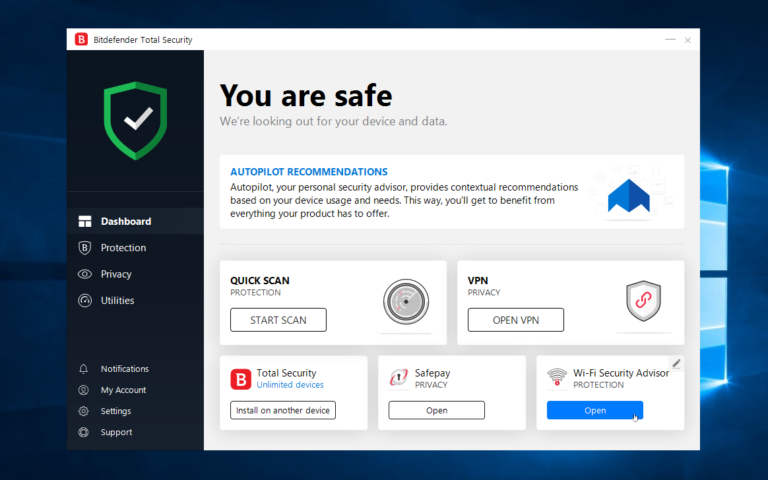 Bitdefender Total Security
You are safe
We're looking out for your device and data.
AUTOPILOT RECOMMENDATIONS
Autopilot, your personal security advisor, provides contextual recommendations
based on your device usage and needs. This way, you'll get to benefit from
everything your product has to offer.
Dashboard
Protection
Privacy
Utilities
Notifications
My Account
Settings
Support
QUICK SCAN
PROTECTION
START SCAN
VPN
PRIVACY
OPEN VPN
Total Security
Unlimited devices
Install on another device
Safepay
PRIVACY
Open
Wi-Fi Security Advisor
PROTECTION
Open